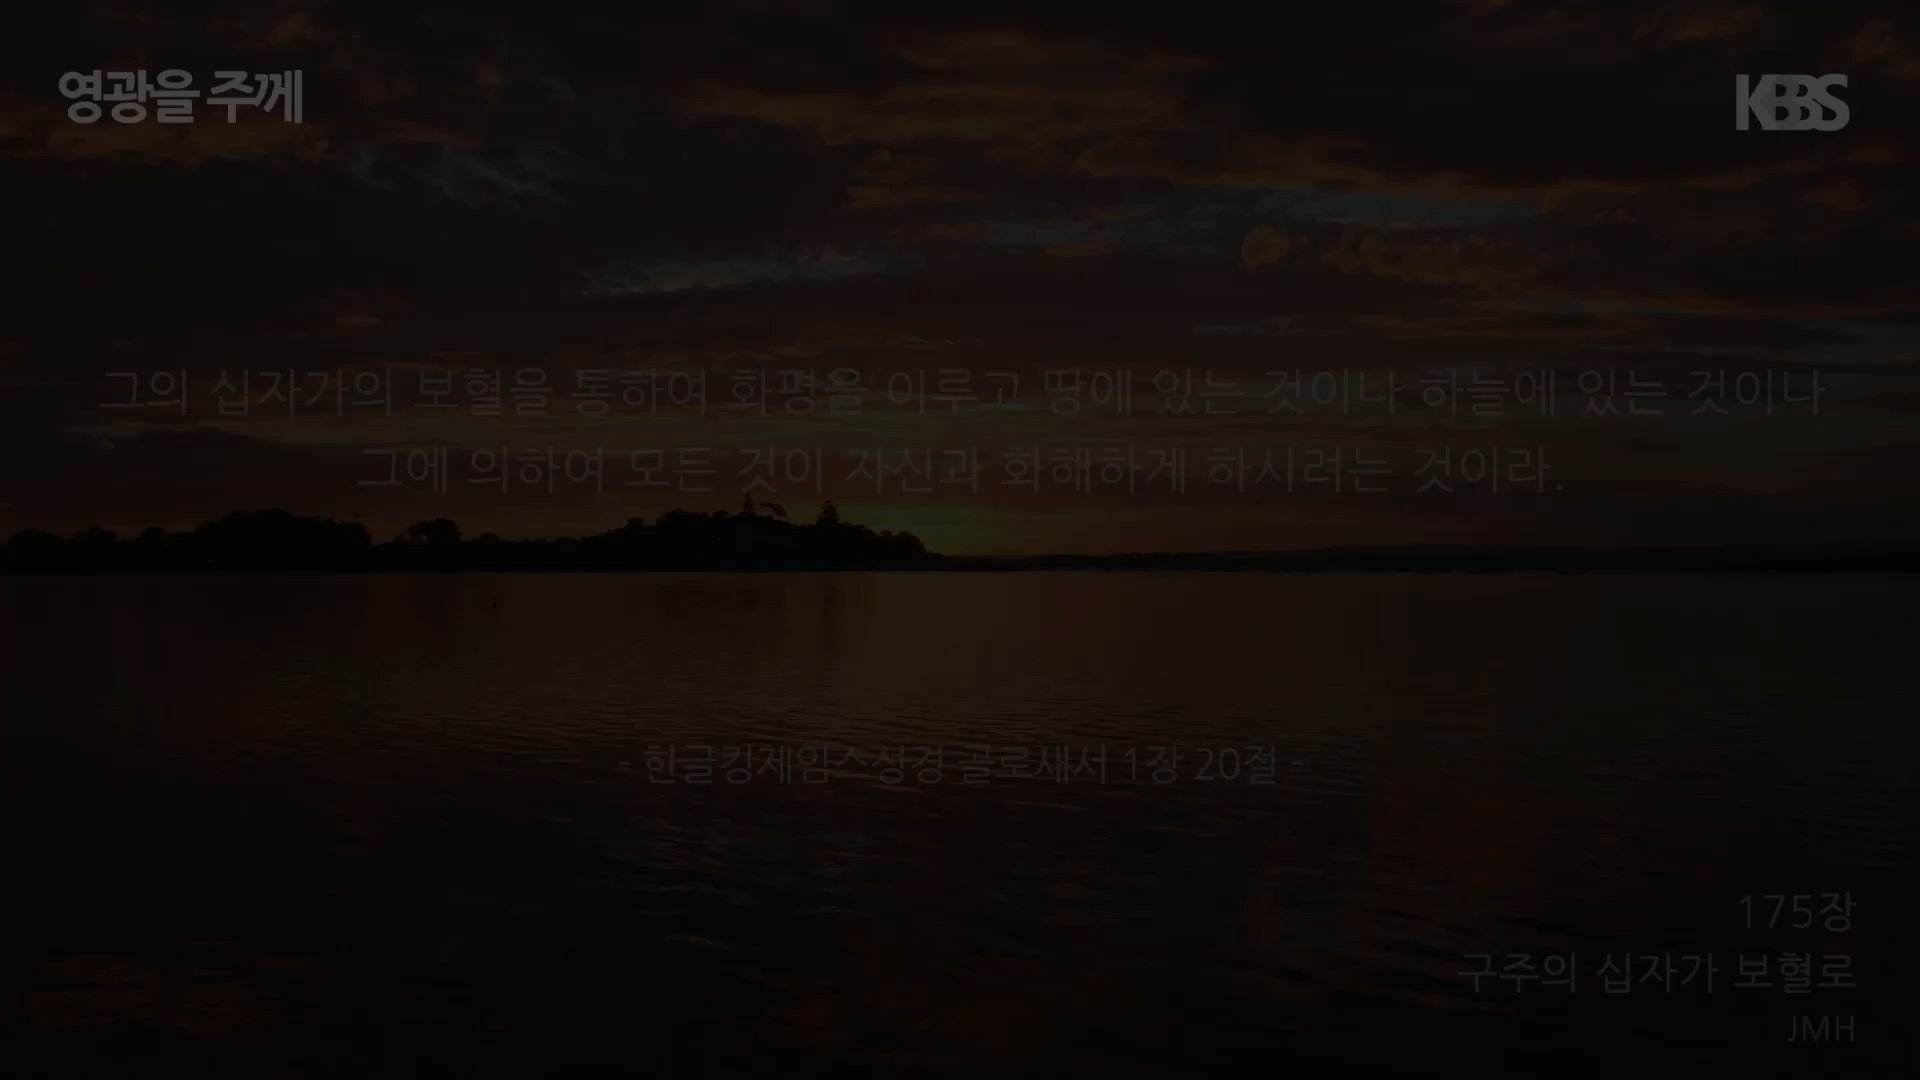 영광을 주께
KBBS
그의 십자가의 보혈을 통하여 화평을 이루고 땅에 있는 것이나 하늘에 있는 것이나
그에 의하여 모든 것이 자신과 화해하게 하시려는 것이라.
- 한글킹제임스성경 골로새서 1장 20절 -
175장
구주의 십자가 보혈로
JMH